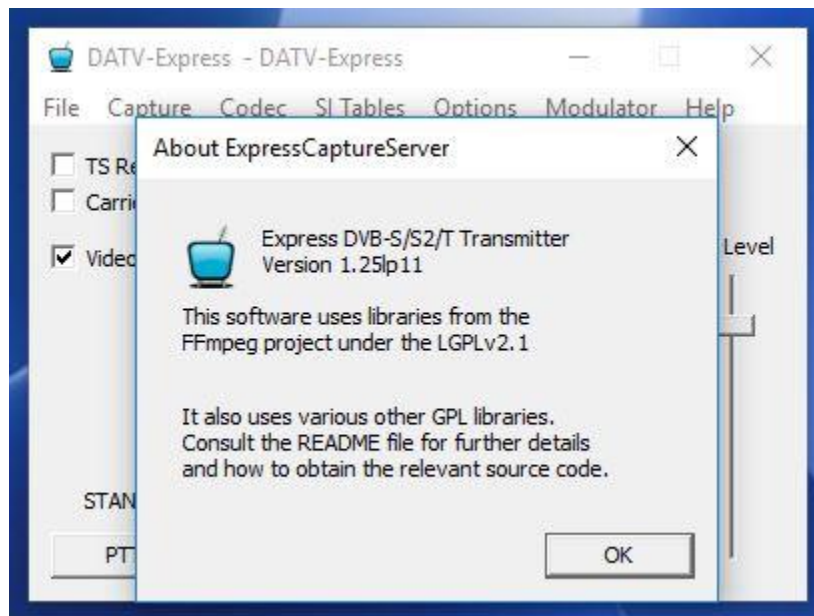 DATV-Express - DATV-Express
File Capture Codec SI Tables Options Modulator Help
About ExpressCaptureServer
TS
Level
Express DVB-S/S2/T Transmitter
Version 1.25lp11
This software uses libraries from the
FFmpeg project under the LGPLv2.1
It also uses various other GPL libraries.
Consult the README file for further details
and how to obtain the relevant source code.
OK